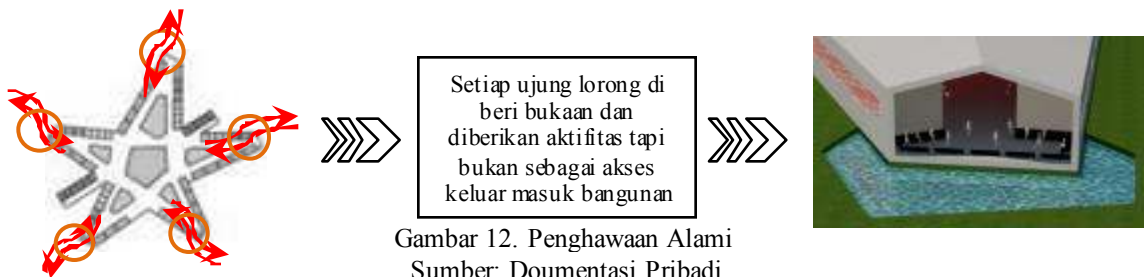 Setiap ujung lorong di
beri bukaan dan
diberikan aktifitas tapi
bukan sebagai akses
keluar masuk bangunan
Gambar 12. Penghawaan Alami
Sumber: Doumentasi Pribadi